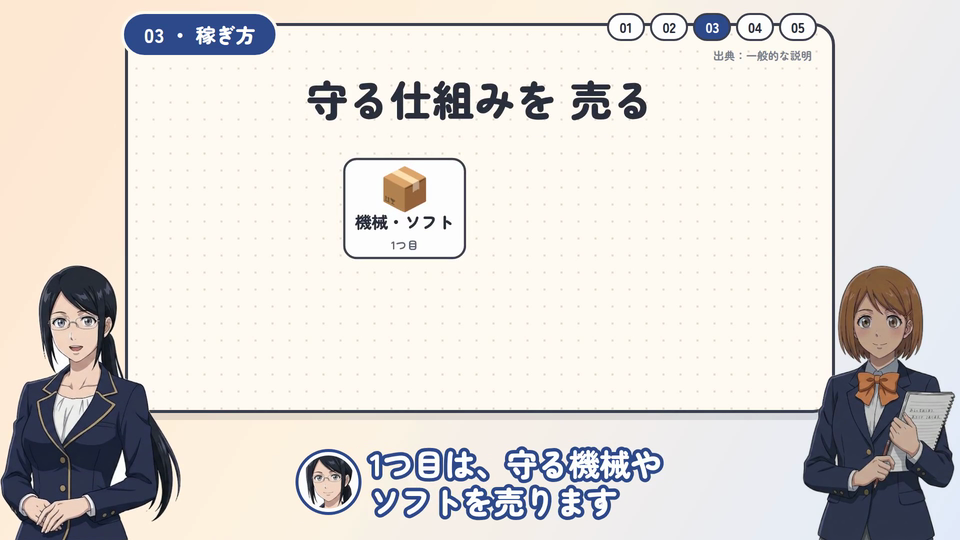 03 ・ 稼ぎ方
01 02 03 04 05
出典：一般的な説明
守る仕組みを 売る
機械・ソフト
1つ目
1つ目は、守る機械や
ソフトを売ります